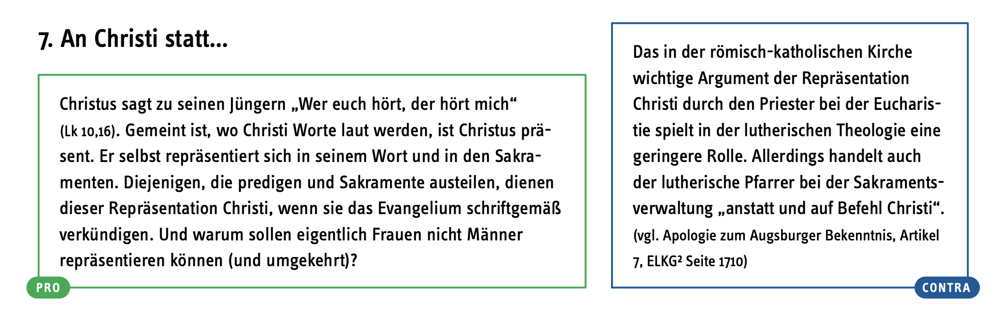 7. An Christi statt...
Christus sagt zu seinen Jüngern „Wer euch hört, der hört mich“
(Lk 10,16). Gemeint ist, wo Christi Worte laut werden, ist Christus prä-
sent. Er selbst repräsentiert sich in seinem Wort und in den Sakra-
menten. Diejenigen, die predigen und Sakramente austeilen, dienen
dieser Repräsentation Christi, wenn sie das Evangelium schriftgemäß
verkündigen. Und warum sollen eigentlich Frauen nicht Männer
repräsentieren können (und umgekehrt)?
PRO
Das in der römisch-katholischen Kirche
wichtige Argument der Repräsentation
Christi durch den Priester bei der Eucharis-
tie spielt in der lutherischen Theologie eine
geringere Rolle. Allerdings handelt auch
der lutherische Pfarrer bei der Sakraments-
verwaltung „anstatt und auf Befehl Christi“.
(vgl. Apologie zum Augsburger Bekenntnis, Artikel
7, ELKG² Seite 1710)
CONTRA